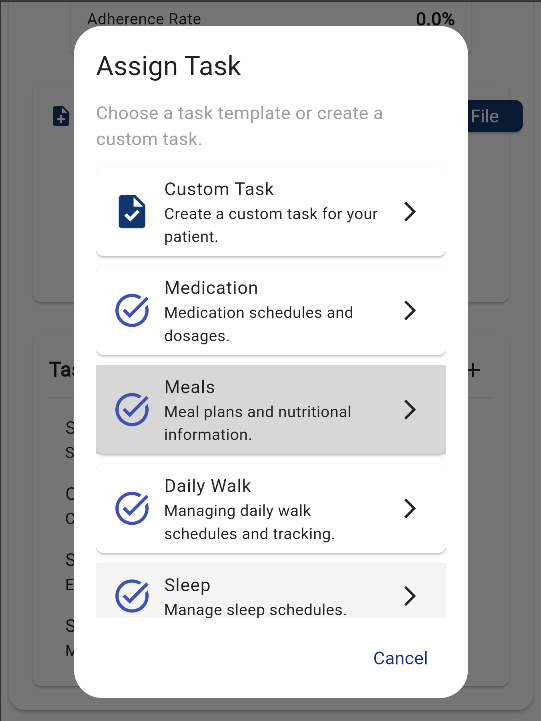 Adherence Rate 0.0%
Assign Task
Choose a task template or create a
custom task.
File
Custom Task
Create a custom task for your
patient.
Medication
Medication schedules and
dosages.
Meals
Meal plans and nutritional
information.
Daily Walk
Managing daily walk
schedules and tracking.
Sleep
Manage sleep schedules.
Cancel